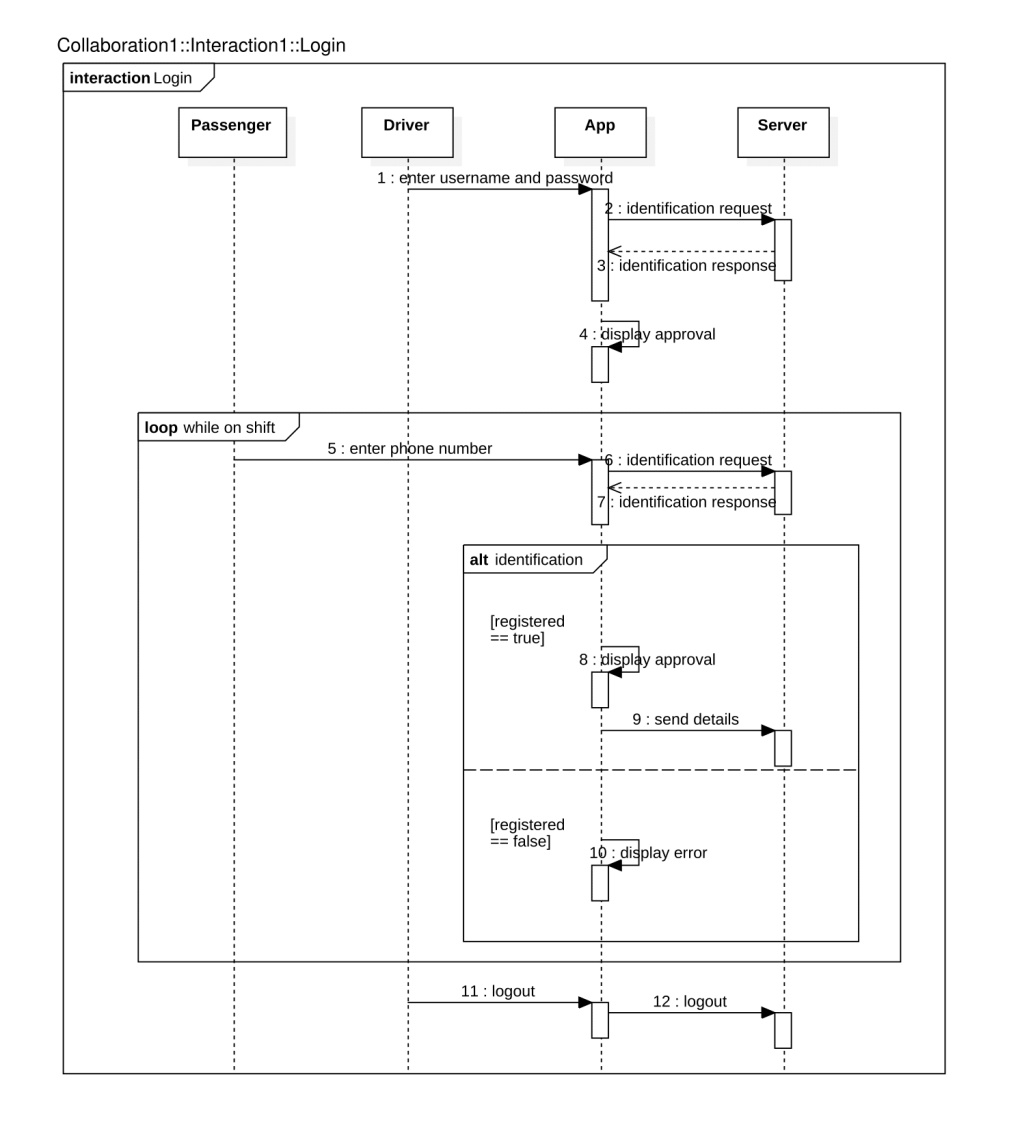 Collaboration1::Interaction1::Login
interaction Login
Passenger
Driver
App
Server
1 : enter username and password
2 : identification request
3 : identification response
4 : display approval
loop while on shift
5 : enter phone number
6 : identification request
7 : identification response
alt identification
[registered
== true]
8 : display approval
9 : send details
[registered
== false]
10 : display error
11 : logout
12 : logout